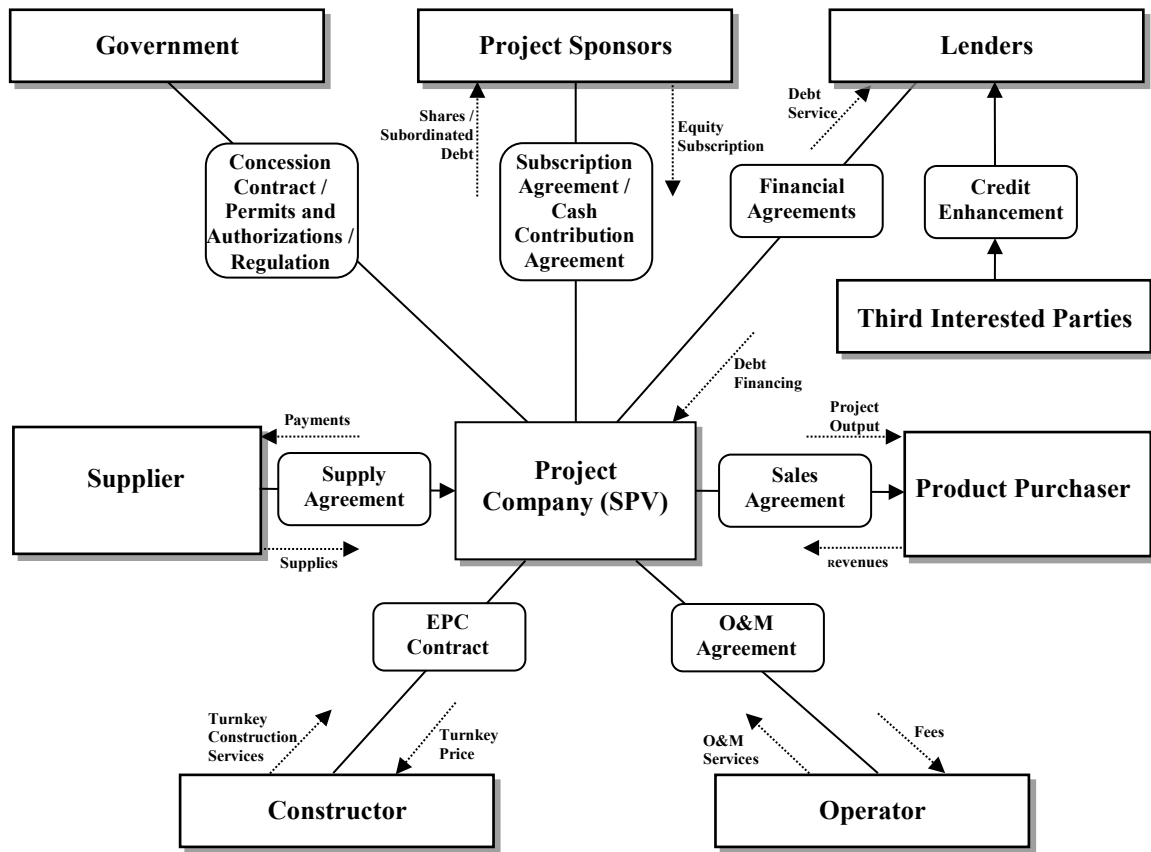 Government
Project Sponsors
Lenders
Shares /
Subordinated
Debt
Equity
Subscription
Debt
Service
Concession
Contract /
Permits and
Authorizations /
Regulation
Subscription
Agreement /
Cash
Contribution
Agreement
Financial
Agreements
Credit
Enhancement
Third Interested Parties
Debt
Financing
Payments
Project
Output
Supplier
Supply
Agreement
Project
Company (SPV)
Sales
Agreement
Product Purchaser
Supplies
Revenues
EPC
Contract
O&M
Agreement
Turnkey
Construction
Services
Turnkey
Price
O&M
Services
Fees
Constructor
Operator